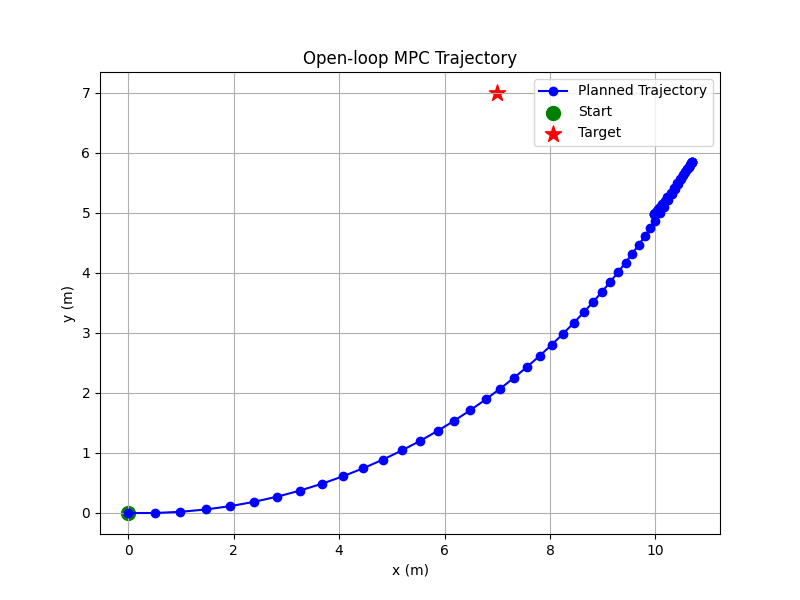 Open-loop MPC Trajectory
Planned Trajectory
Start
Target
7
6
5
4
3
2
1
0
y (m)
0 2 4 6 8 10
x (m)